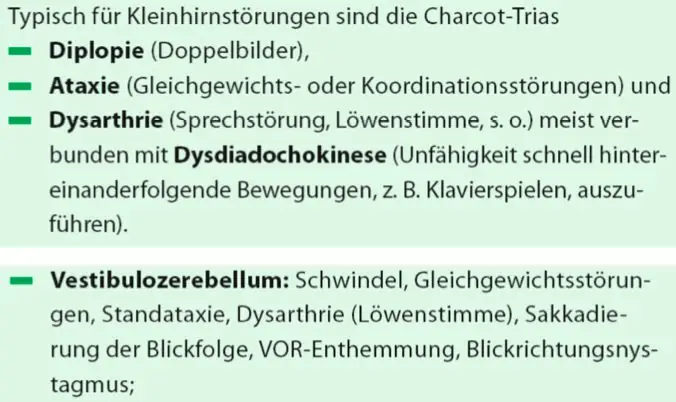 Typisch für Kleinhirnstörungen sind die Charcot-Trias
Diplopie (Doppelbilder),
Ataxie (Gleichgewichts- oder Koordinationsstörungen) und
Dysarthrie (Sprechstörung, Löwenstimme, s. o.) meist ver-
bunden mit Dysdiadochokinese (Unfähigkeit schnell hinter-
einanderfolgende Bewegungen, z. B. Klavierspielen, auszu-
führen).
Vestibulozerebellum: Schwindel, Gleichgewichtsstörun-
gen, Standataxie, Dysarthrie (Löwenstimme), Sakkadie-
rung der Blickfolge, VOR-Enthemmung, Blickrichtungsnys-
tagmus;